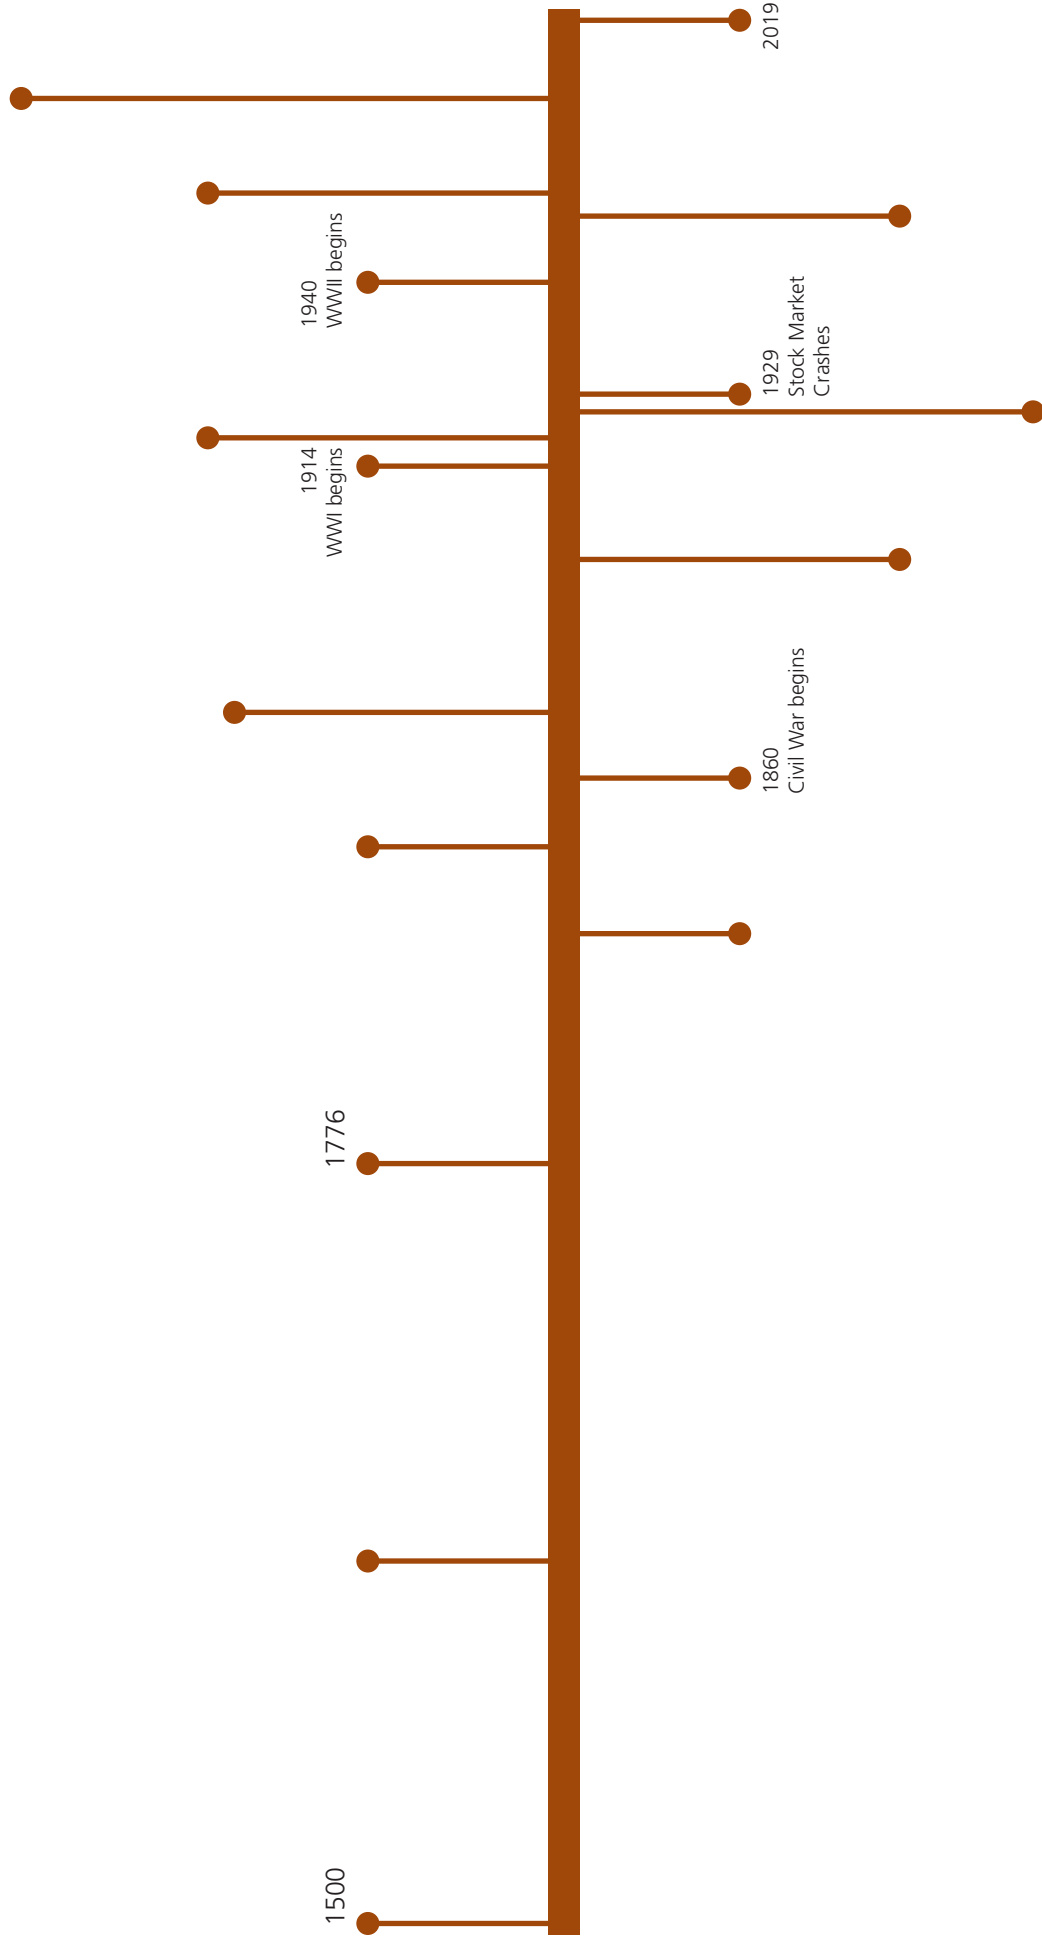 1500
1776
1914
WWI begins
1940
WWII begins
1860
Civil War begins
1929
Stock Market
Crashes
2019